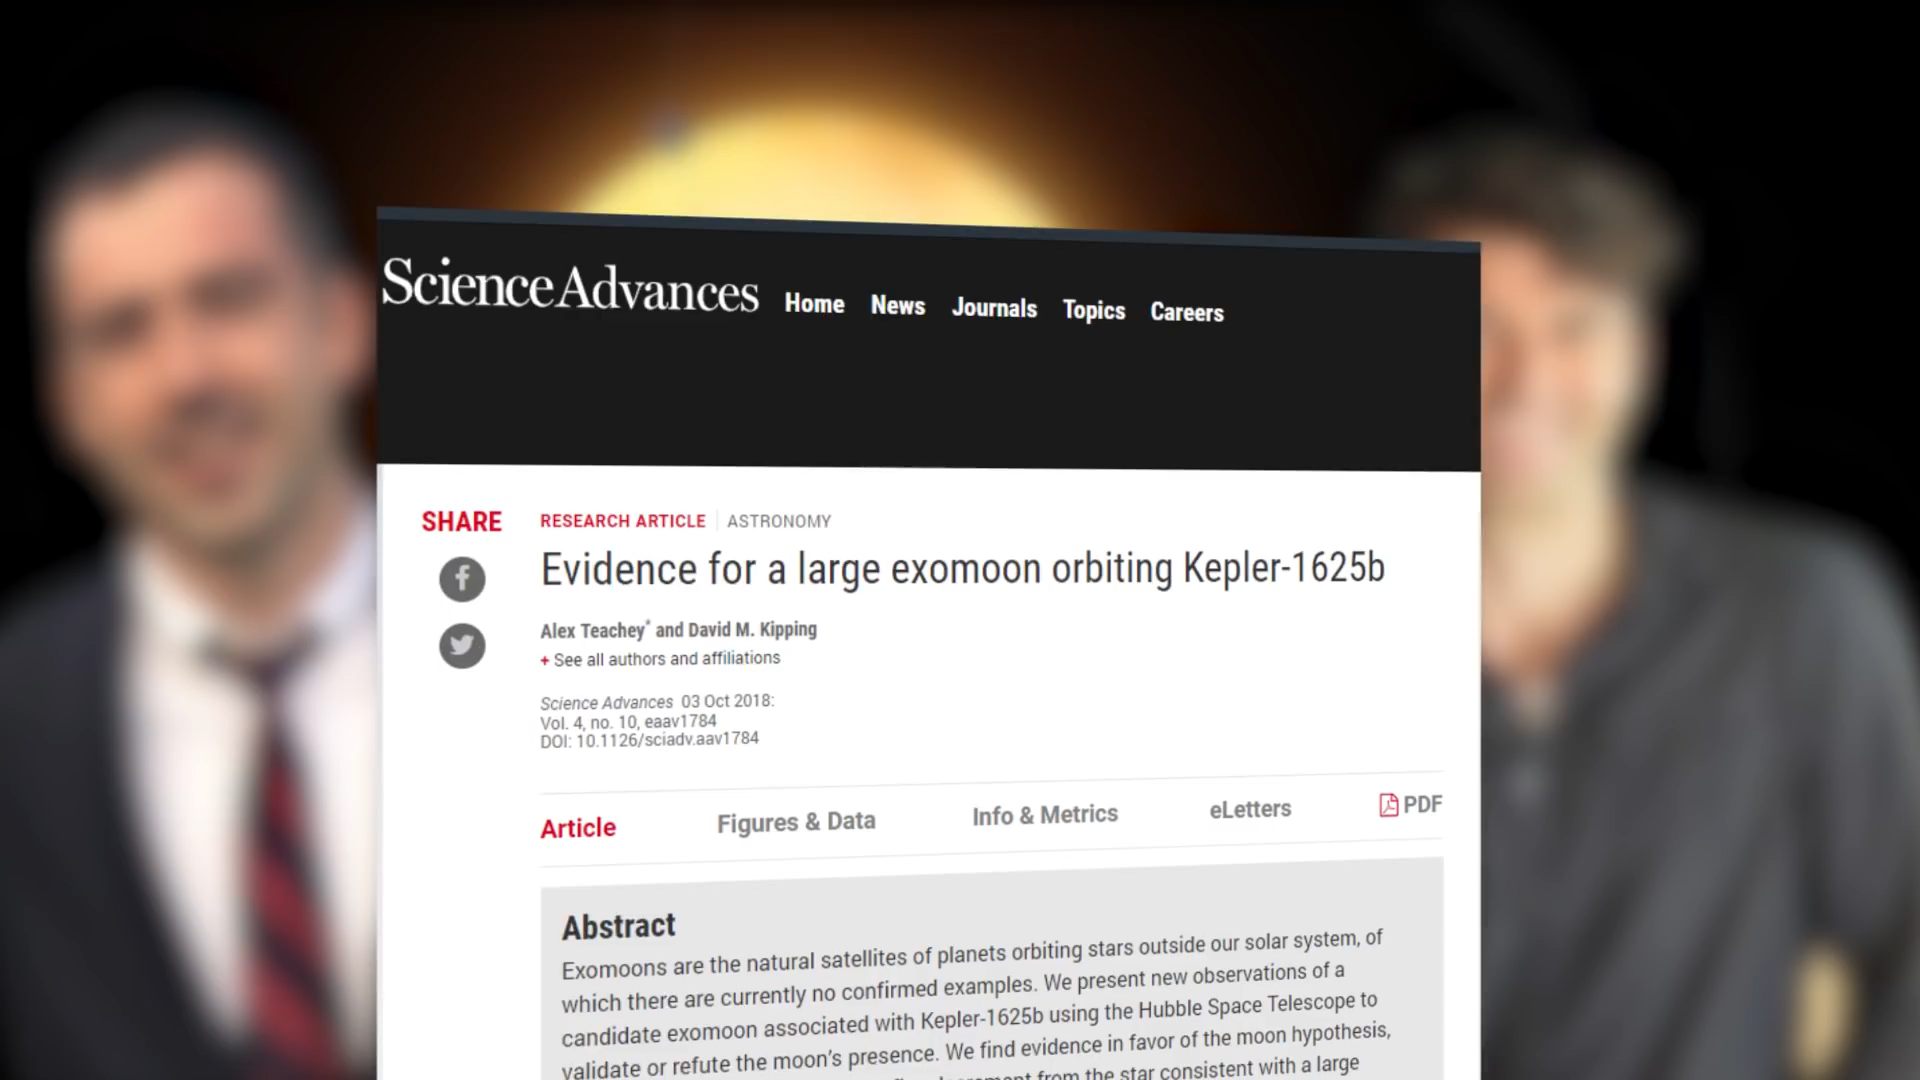 Science Advances Home News Journals Topics Careers
SHARE
RESEARCH ARTICLE ASTRONOMY
Evidence for a large exomoon orbiting Kepler-1625b
Alex Teachey* and David M. Kipping
+ See all authors and affiliations
Science Advances 03 Oct 2018:
Vol. 4, no. 10, eaav1784
DOI: 10.1126/sciadv.aav1784
Article Figures & Data Info & Metrics eLetters PDF
Abstract
Exomoons are the natural satellites of planets orbiting stars outside our solar system, of
which there are currently no confirmed examples. We present new observations of a
candidate exomoon associated with Kepler-1625b using the Hubble Space Telescope to
validate or refute the moon's presence. We find evidence in favor of the moon hypothesis,
from the star consistent with a large